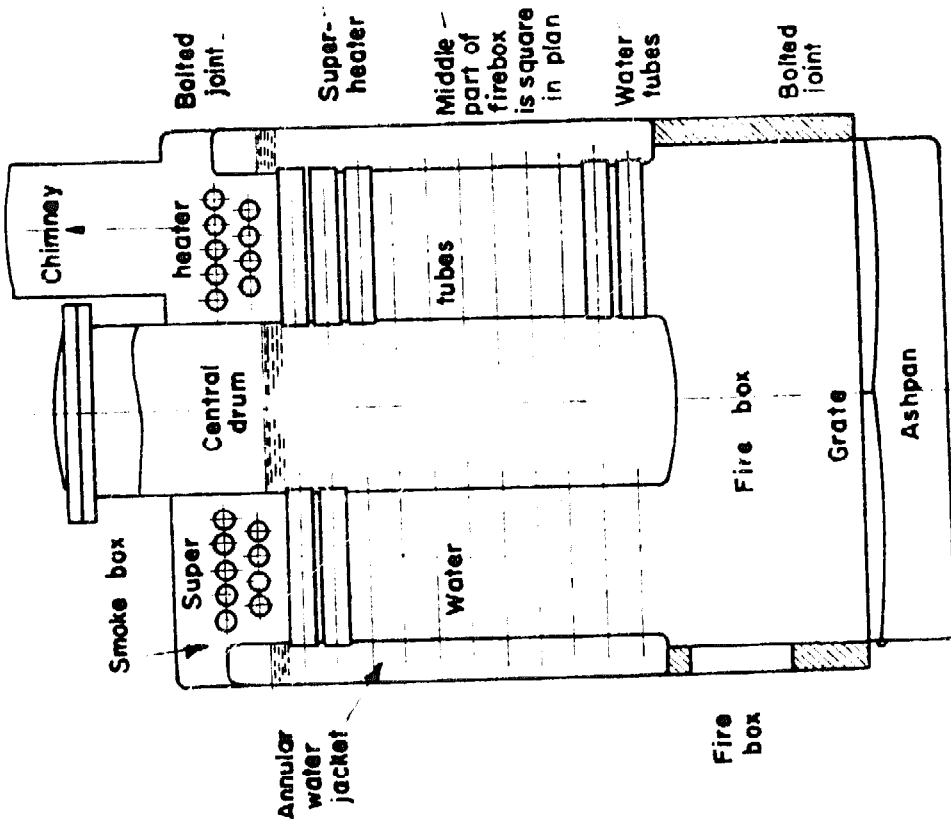 Chimney
Bolted
joint
Super-
heater
Middle
part of
firebox
is square
in plan
Water
tubes
Bolted
joint
heater
tubes
Central
drum
Smoke box
Super
Water
Annular
water
jacket
Fire box
Grate
Ashpan
Fire
box